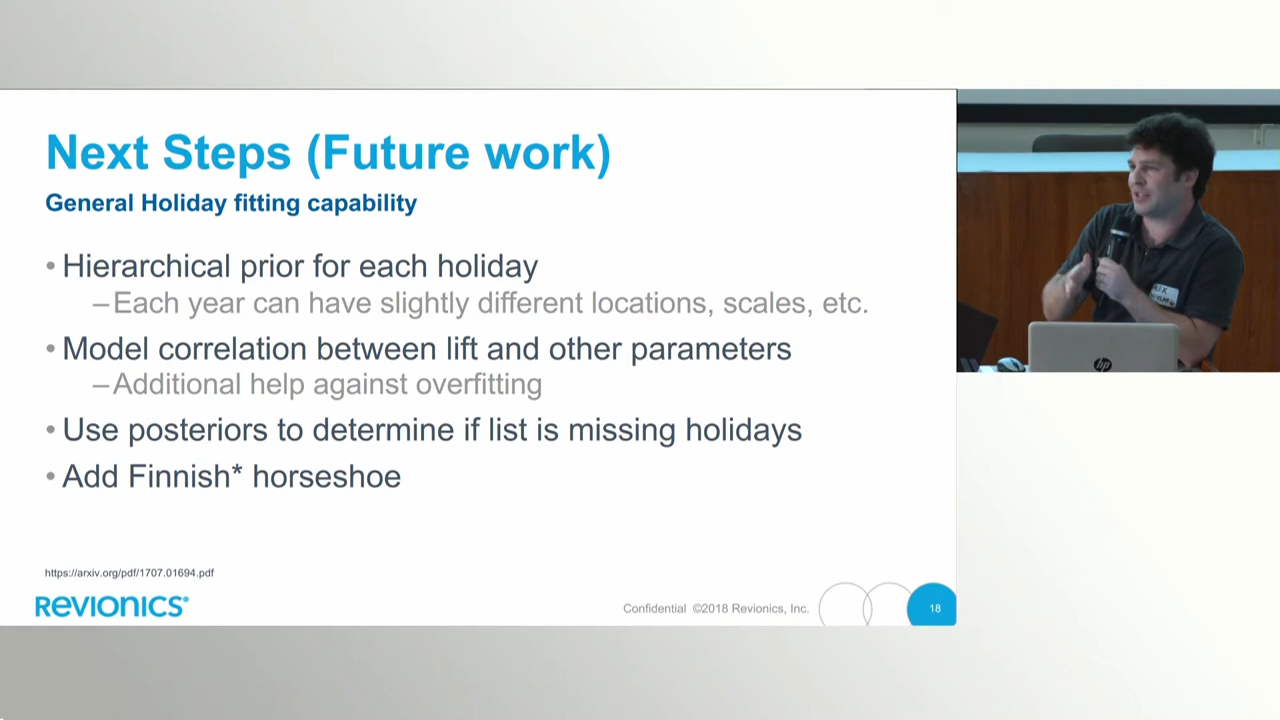 Next Steps (Future work)
General Holiday fitting capability
• Hierarchical prior for each holiday
–Each year can have slightly different locations, scales, etc.
• Model correlation between lift and other parameters
–Additional help against overfitting
• Use posteriors to determine if list is missing holidays
• Add Finnish* horseshoe
https://arxiv.org/pdf/1707.01694.pdf
REVIONICS®
Confidential ©2018 Revionics, Inc.
18
hp